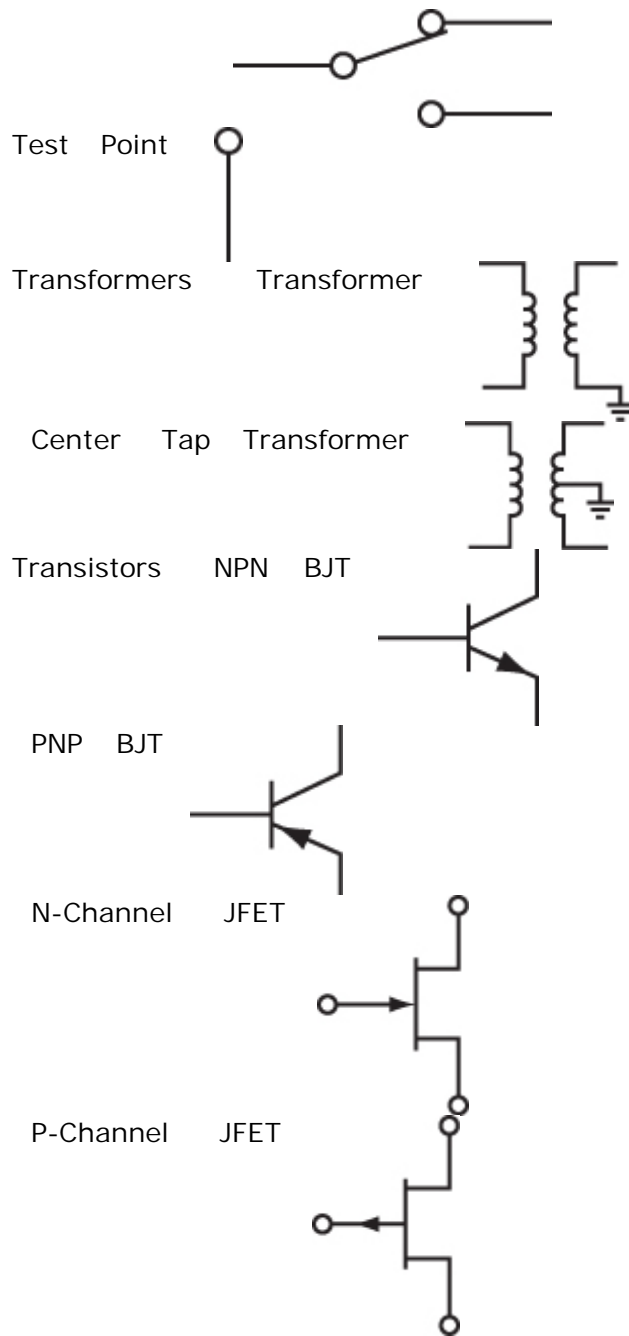 Test Point
Transformers Transformer
Center Tap Transformer
Transistors NPN BJT
PNP BJT
N-Channel JFET
P-Channel JFET